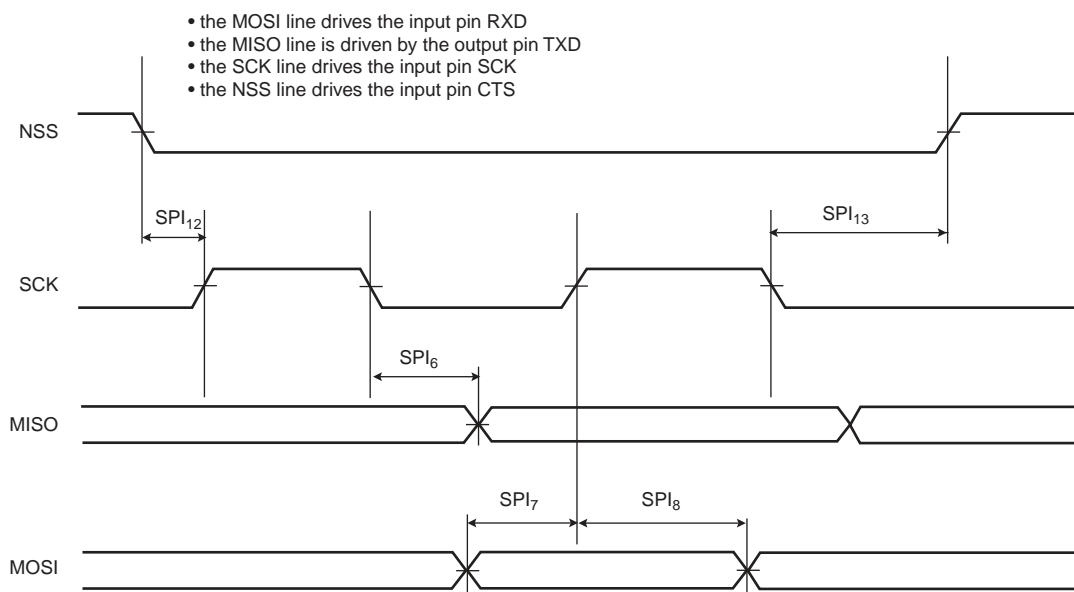 • the MOSI line drives the input pin RXD
• the MISO line is driven by the output pin TXD
• the SCK line drives the input pin SCK
• the NSS line drives the input pin CTS
NSS
SPI12
SPI13
SCK
SPI6
MISO
SPI7
SPI8
MOSI